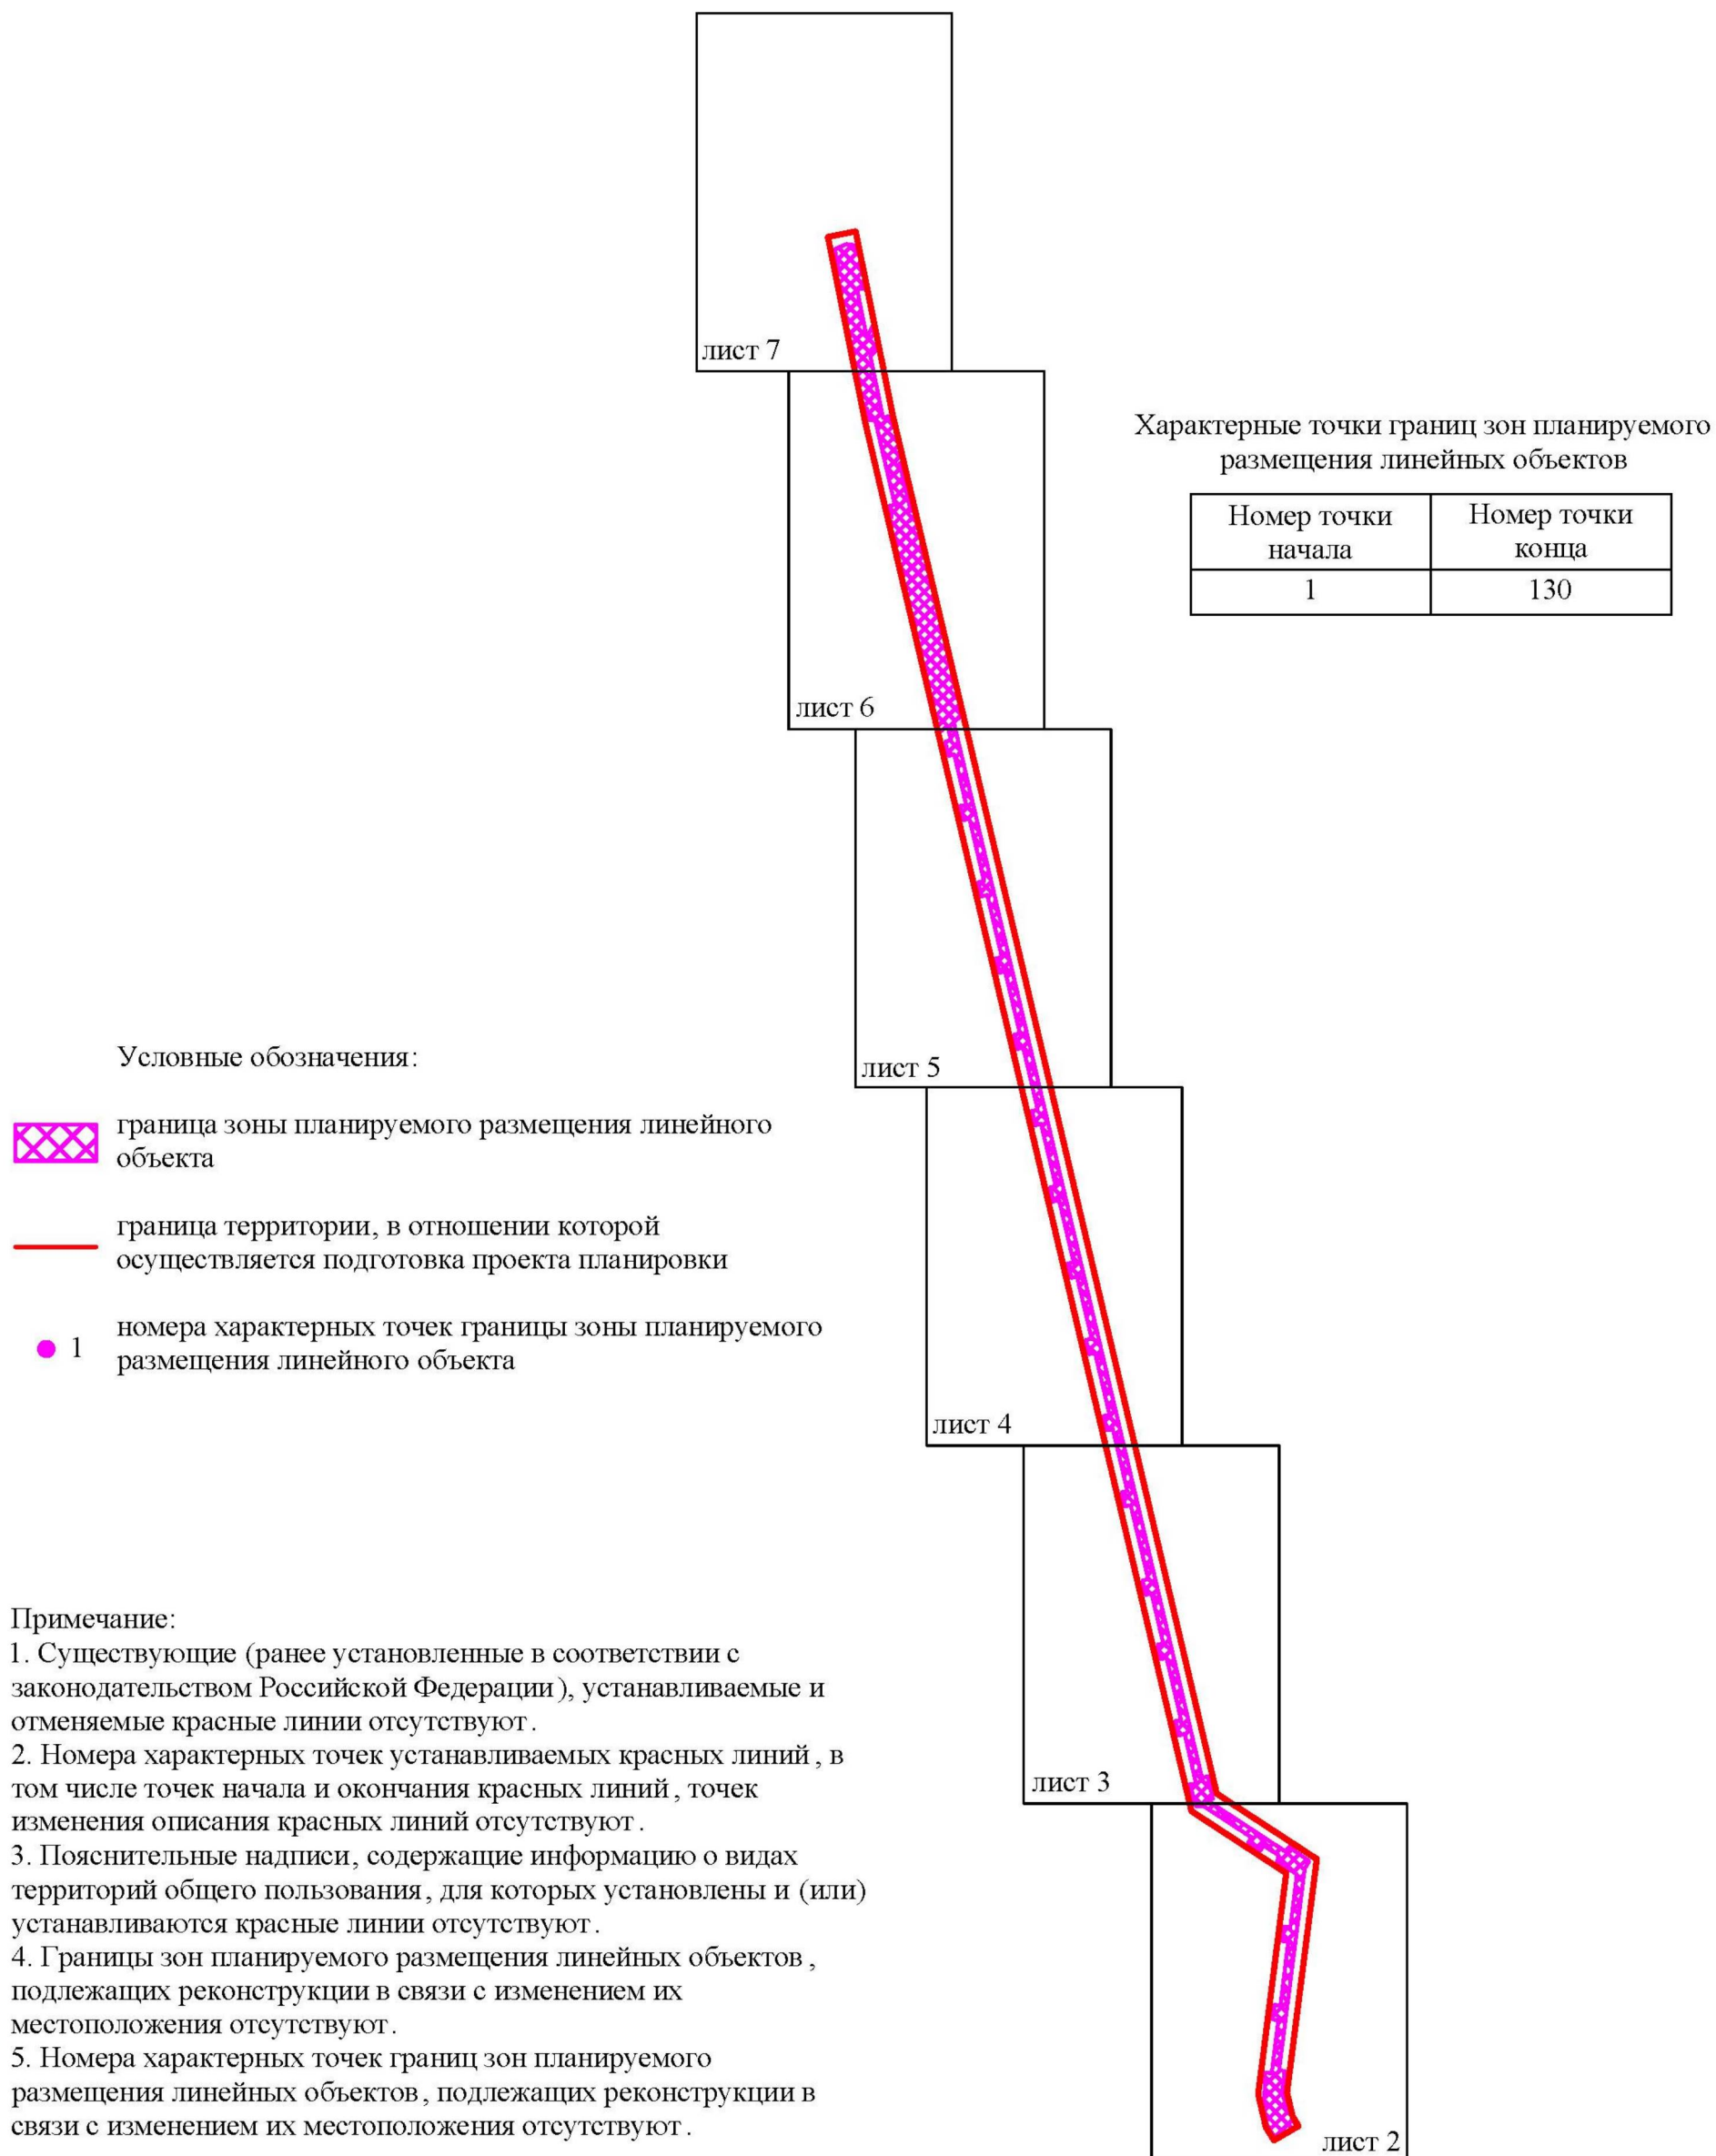 лист 7
Характерные точки границ зон планируемого
размещения линейных объектов
Номер точки
начала
Номер точки
конца
1
130
лист 6
лист 5
Условные обозначения:
граница зоны планируемого размещения линейного
объекта
граница территории, в отношении которой
осуществляется подготовка проекта планировки
1
номера характерных точек границы зоны планируемого
размещения линейного объекта
лист 4
Примечание:
1. Существующие (ранее установленные в соответствии с
законодательством Российской Федерации), устанавливаемые и
отменяемые красные линии отсутствуют.
2. Номера характерных точек устанавливаемых красных линий, в
том числе точек начала и окончания красных линий, точек
изменения описания красных линий отсутствуют.
3. Пояснительные надписи, содержащие информацию о видах
территорий общего пользования, для которых установлены и (или)
устанавливаются красные линии отсутствуют.
4. Границы зон планируемого размещения линейных объектов,
подлежащих реконструкции в связи с изменением их
местоположения отсутствуют.
5. Номера характерных точек границ зон планируемого
размещения линейных объектов, подлежащих реконструкции в
связи с изменением их местоположения отсутствуют.
лист 3
лист 2